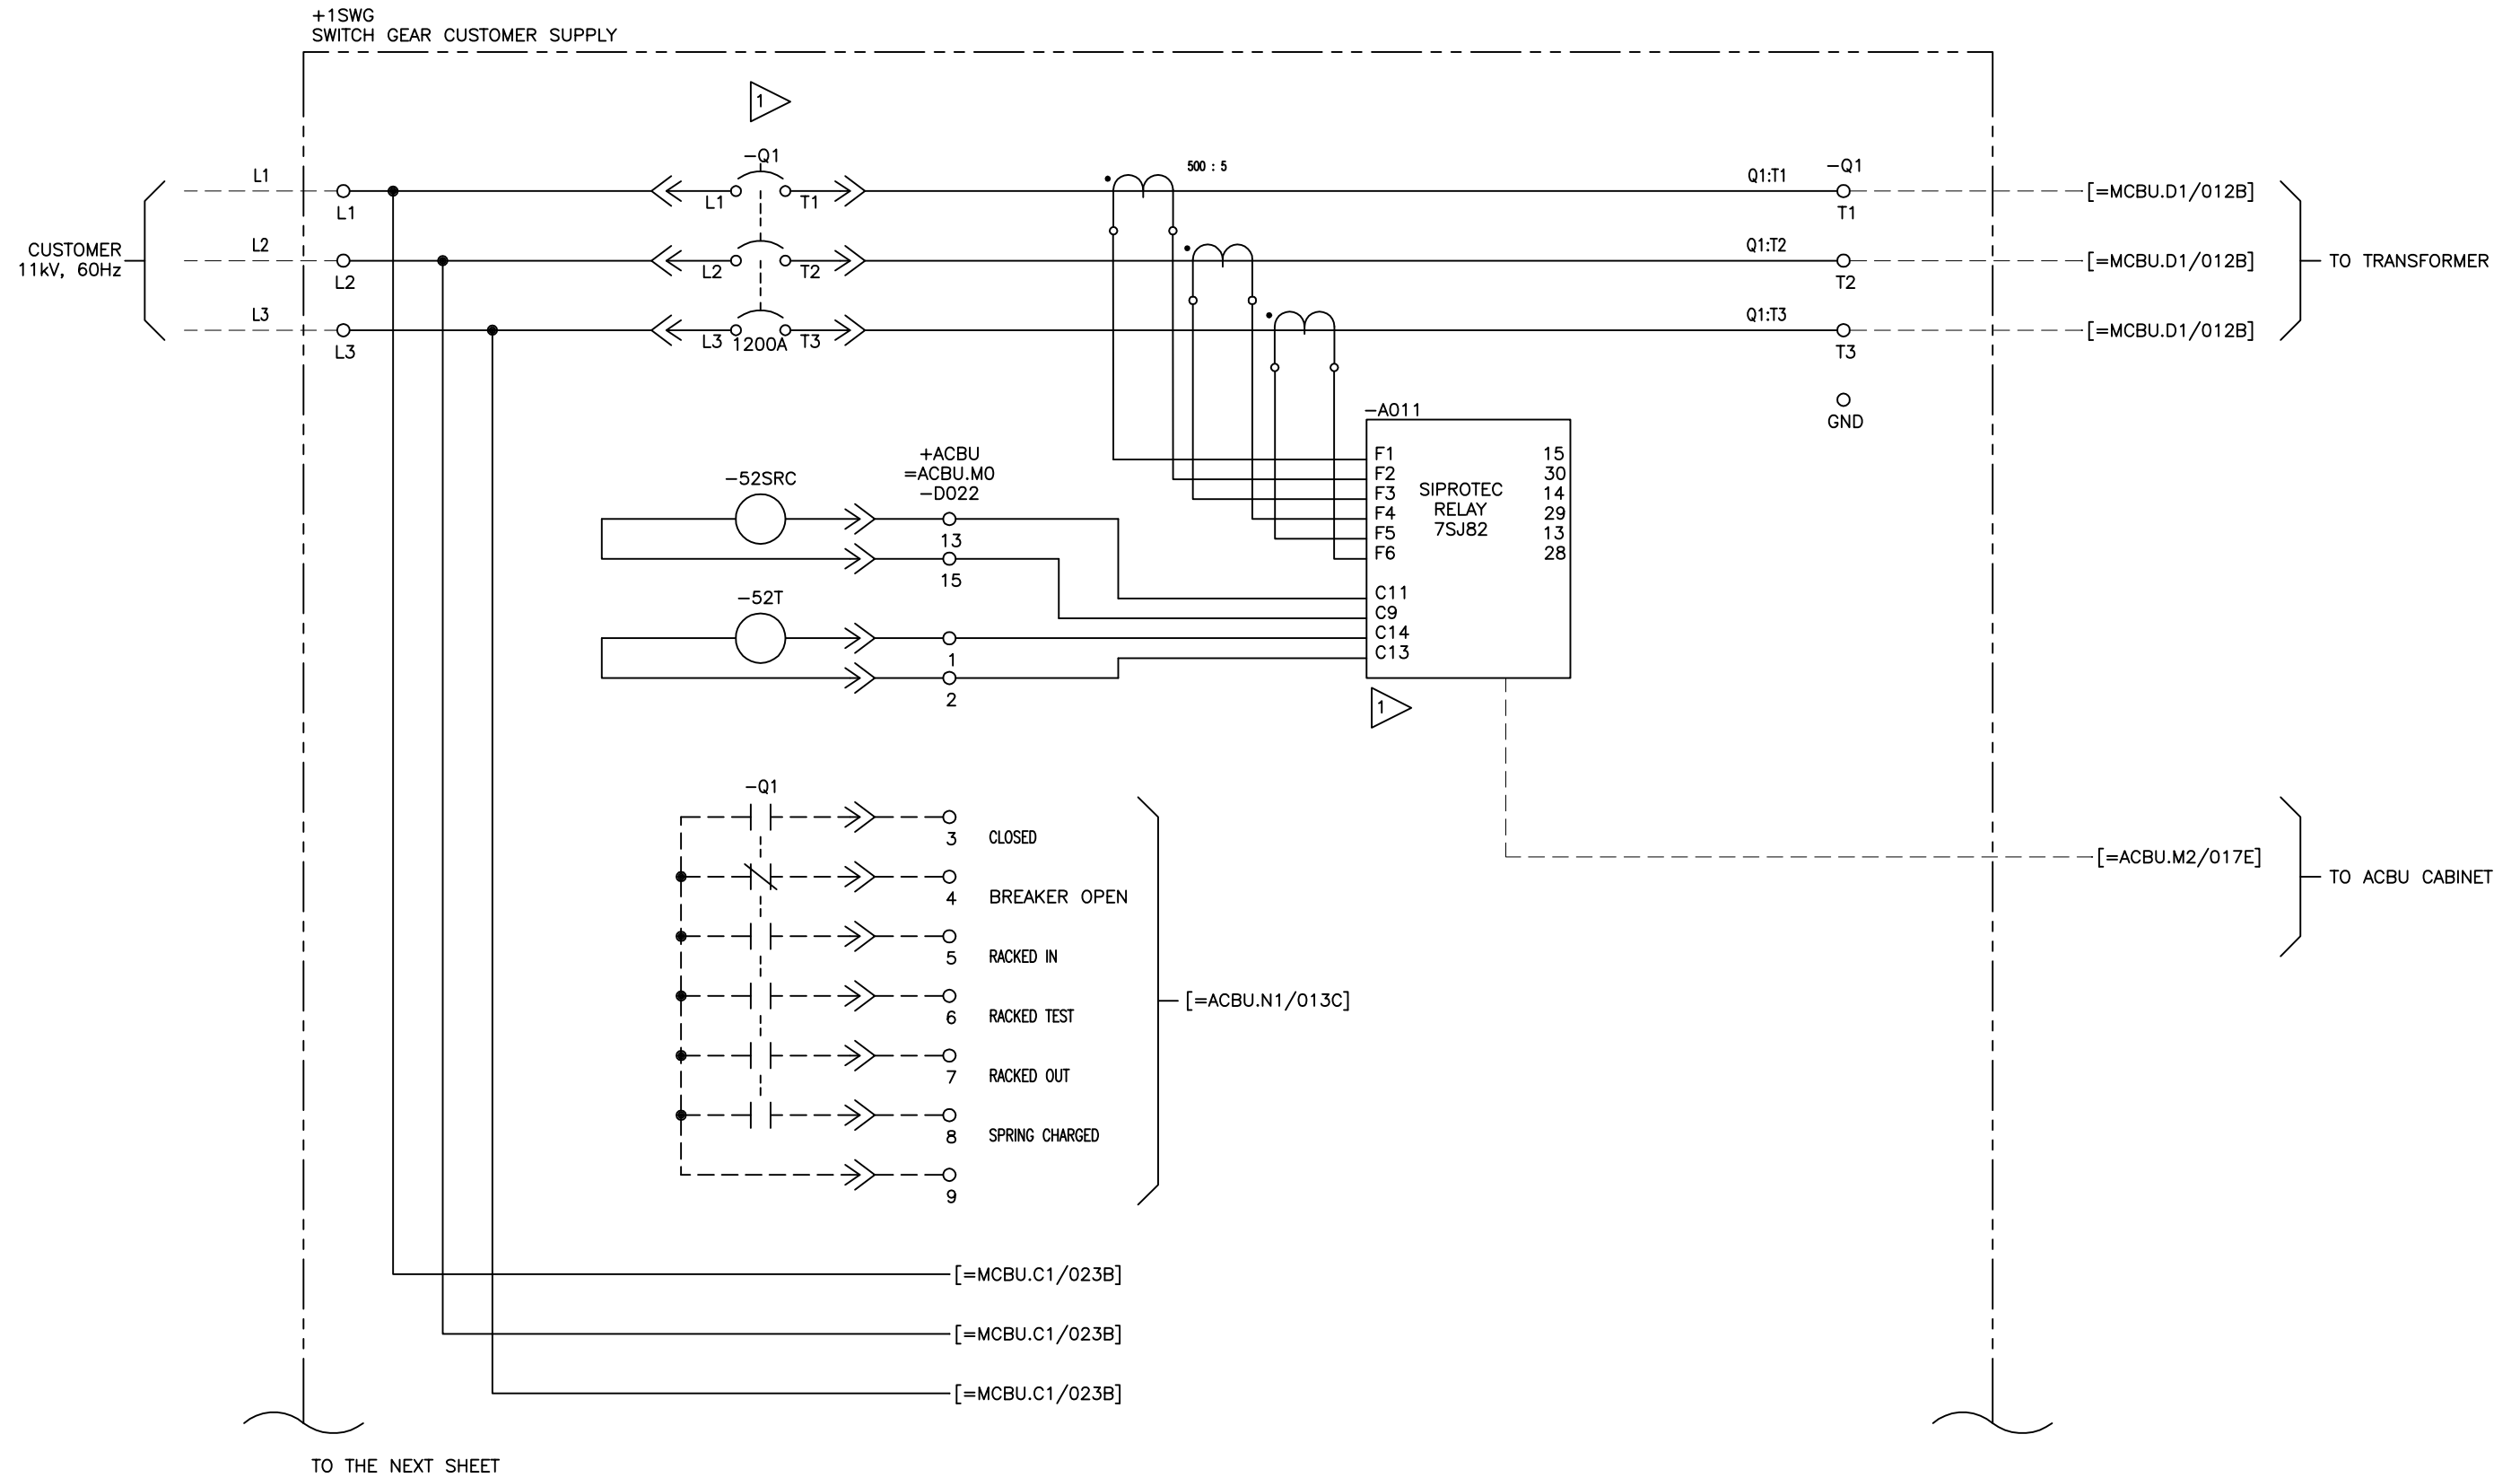 +1SWG
SWITCH GEAR CUSTOMER SUPPLY
1
-Q1
500 : 5
L1
L1
L1
T1
Q1:T1
-Q1
T1
[=MCBU.D1/012B]
CUSTOMER
11kV, 60Hz
L2
L2
L2
T2
Q1:T2
T2
[=MCBU.D1/012B]
TO TRANSFORMER
L3
L3
L3
1200A
T3
Q1:T3
T3
[=MCBU.D1/012B]
GND
-A011
F1
F2
F3
F4
F5
F6
C11
C9
C14
C13
SIPROTEC
RELAY
7SJ82
15
30
14
29
13
28
1
+ACBU
=ACBU.M0
-D022
-52SRC
13
15
-52T
1
2
-Q1
3 CLOSED
4 BREAKER OPEN
5 RACKED IN
6 RACKED TEST
7 RACKED OUT
8 SPRING CHARGED
9
[=ACBU.N1/013C]
[=ACBU.M2/017E]
TO ACBU CABINET
[=MCBU.C1/023B]
[=MCBU.C1/023B]
[=MCBU.C1/023B]
TO THE NEXT SHEET